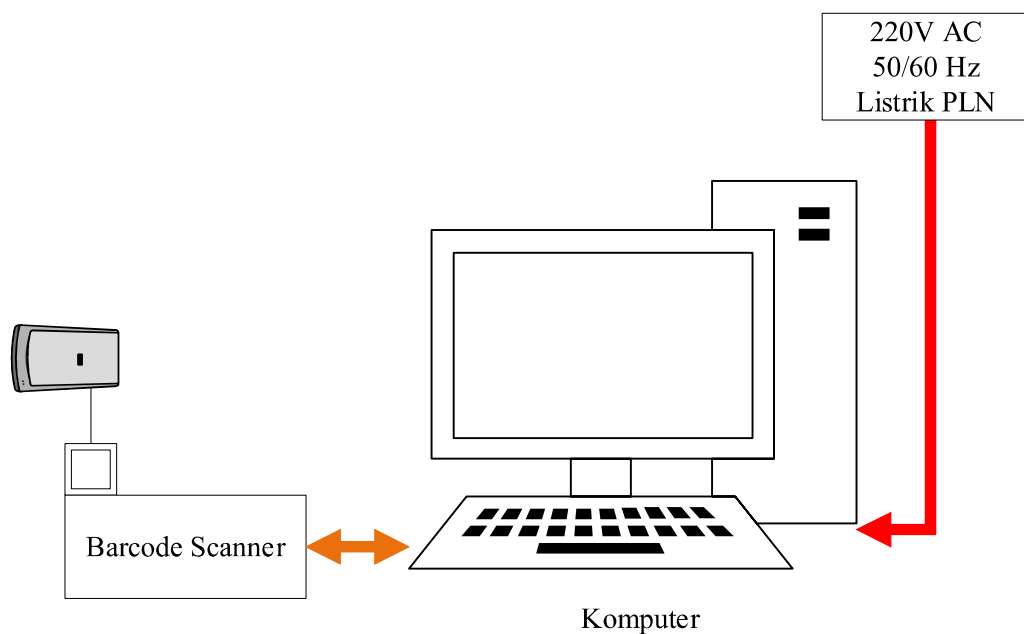 220V AC
50/60 Hz
Listrik PLN
Barcode Scanner
Komputer